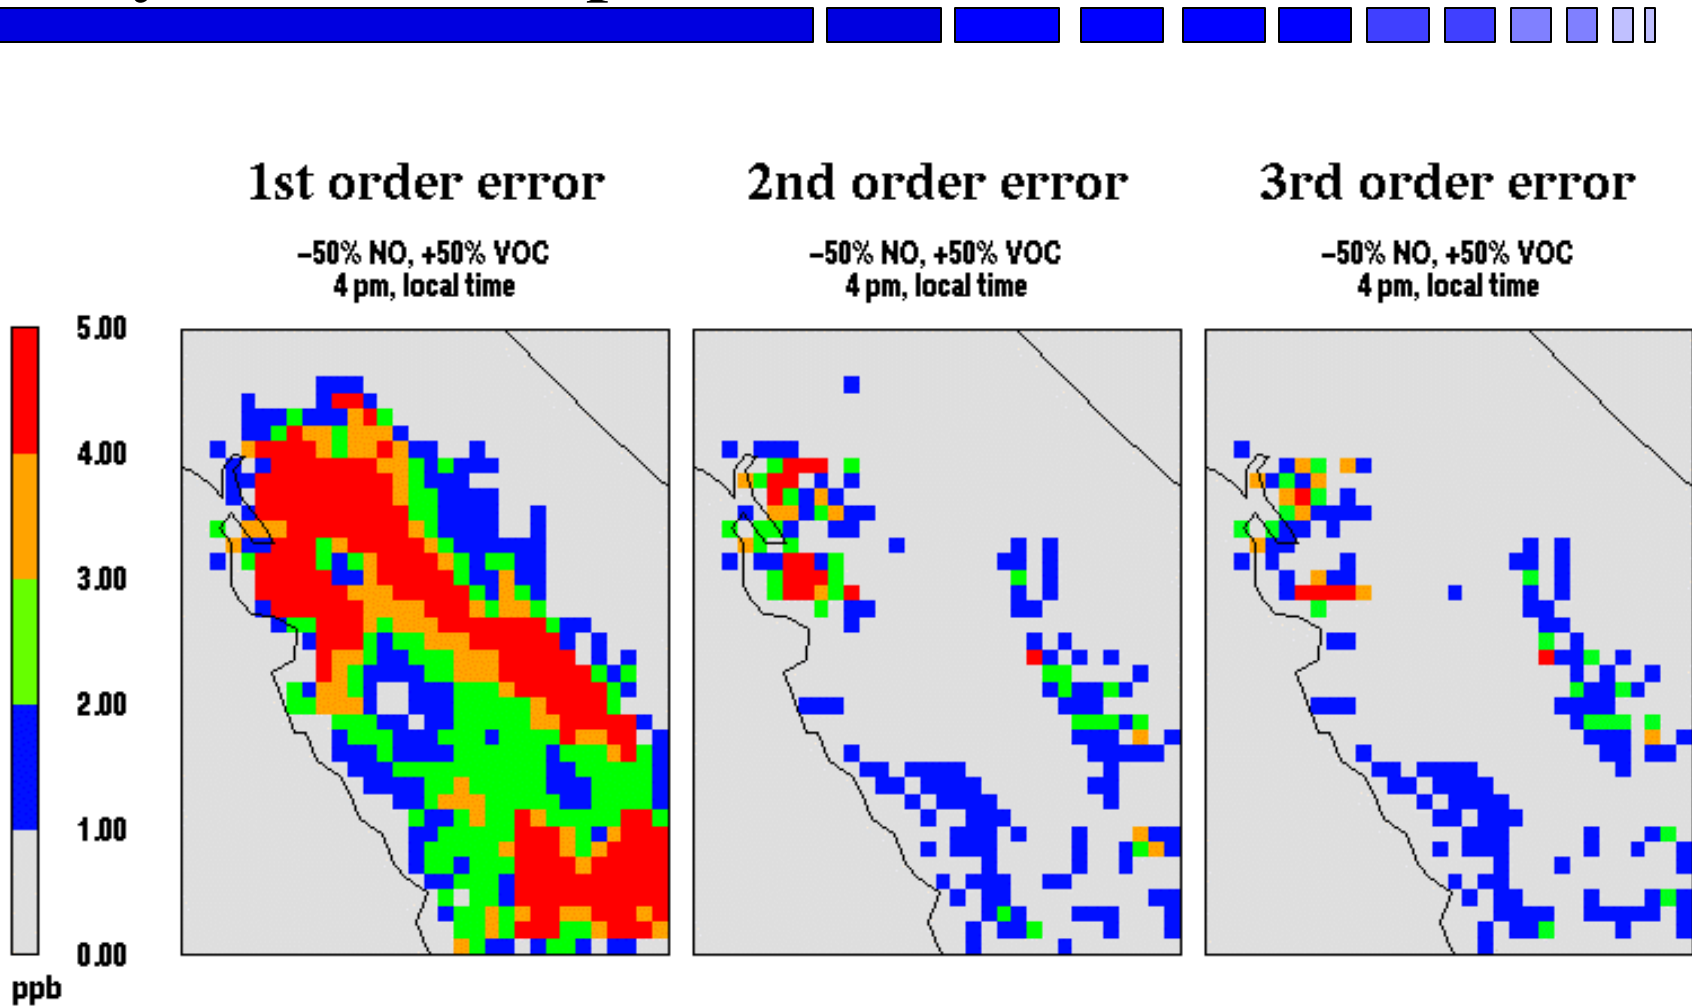 1st order error 2nd order error 3rd order error
−50% NO, +50% VOC −50% NO, +50% VOC −50% NO, +50% VOC
4 pm, local time 4 pm, local time 4 pm, local time
5.00
4.00
3.00
2.00
1.00
0.00
ppb